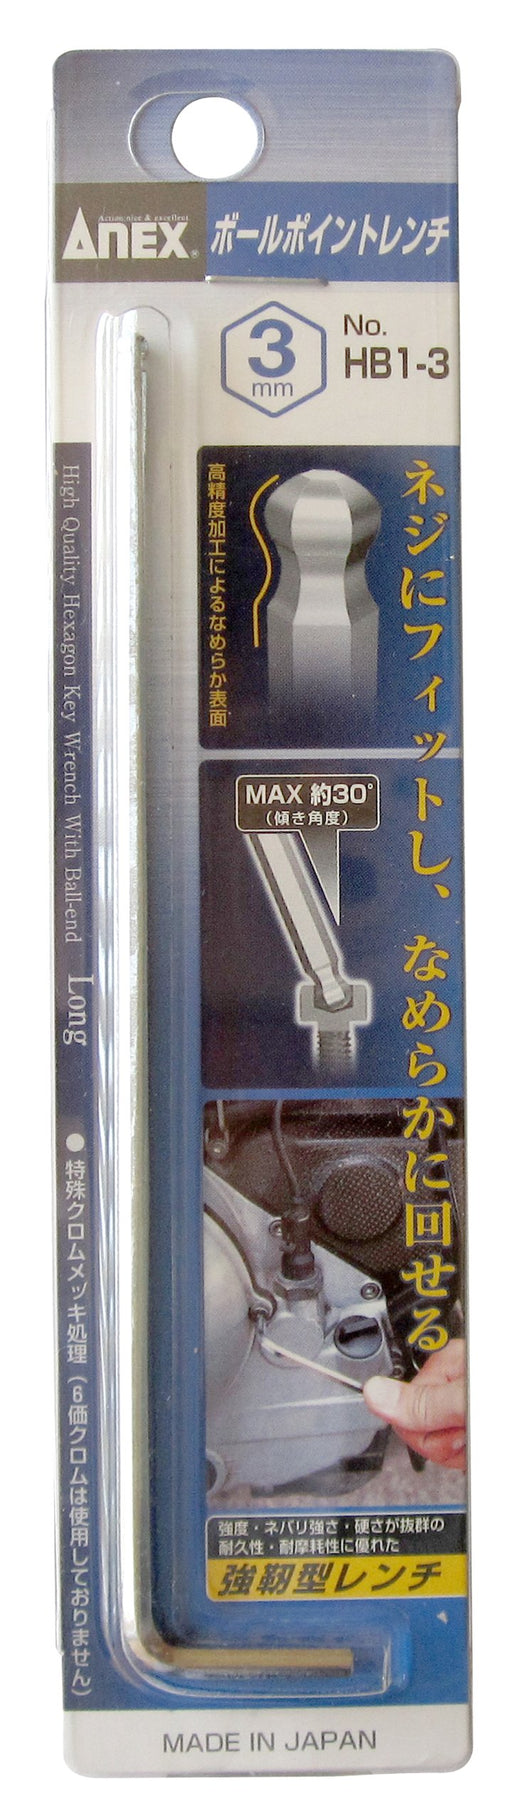 Action:nice & excellent
ANEX®
ボールポイントレンチ
3
mm
No.
HB1-3
High Quality Hexagon Key Wrench With Ball-end Long
●特殊クロムメッキ処理(6価クロムは使用しておりません)
高精度加工によるなめらか表面
ネジにフィットし、なめらかに回せる
MAX 約30°
(傾き角度)
強度・ネバリ強さ・硬さが抜群の
耐久性・耐摩耗性に優れた
強靭型レンチ
MADE IN JAPAN